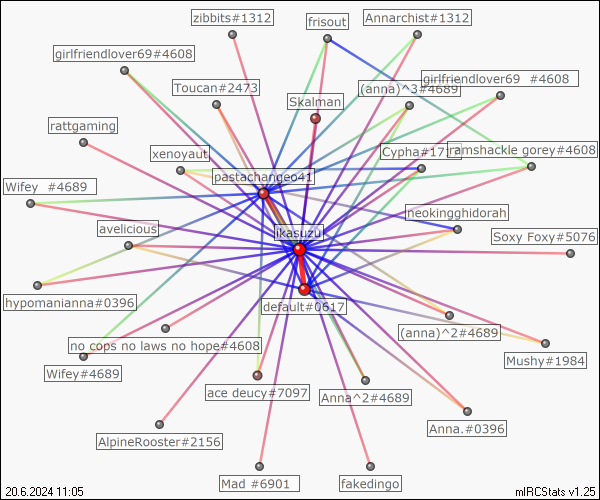 zibbits#1312
frisout
Annarchist#1312
girlfriendlover69#4608
girlfriendlover69 #4608
Toucan#2473
(anna)^3#4689
Skalman
rattgaming
xenoyaut
ramshackle gorey#4608
pastachangeo41
Wifey #4689
neokingghidorah
avelicious
ikasuzu
Soxy Foxy#5076
hypomanianna#0396
default#0617
(anna)^2#4689
no cops no laws no hope#4608
Mushy#1984
Wifey#4689
ace deucy#7097
Anna^2#4689
Anna.#0396
AlpineRooster#2156
Mad #6901
fakedingo
20.6.2024 11:05
mIRCStats v1.25